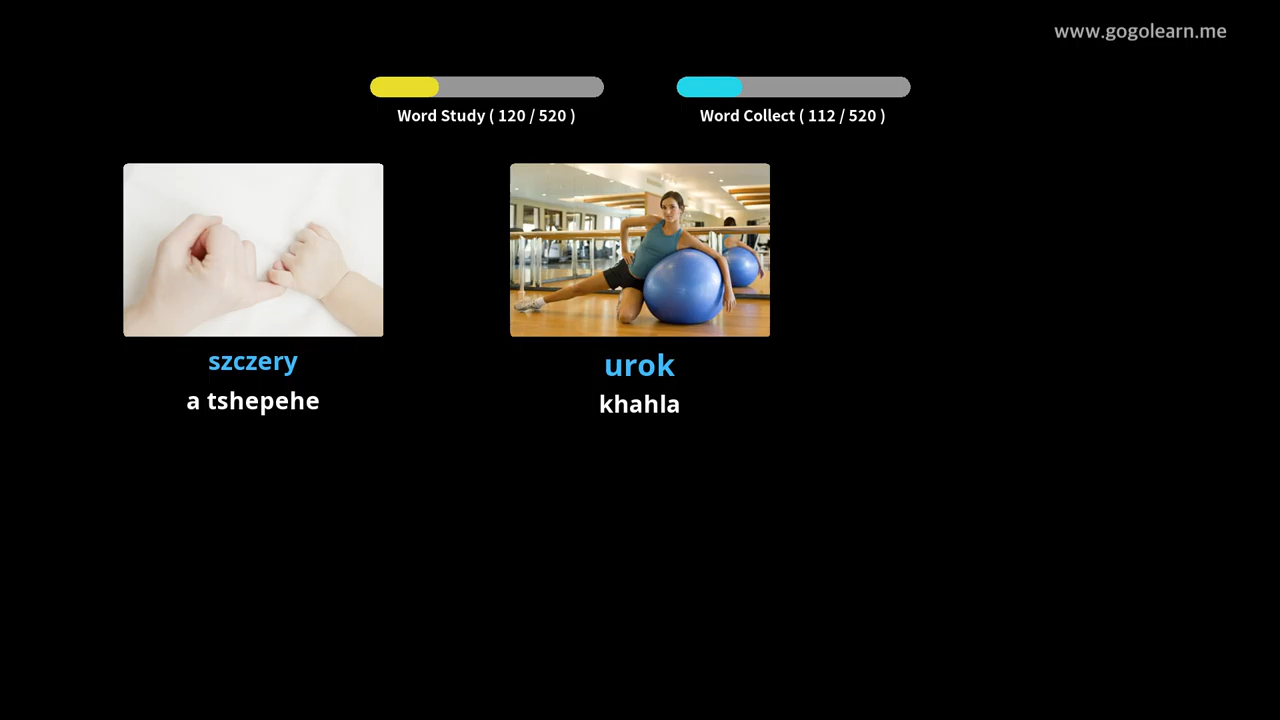 www.gogolearn.me
Word Study ( 120 / 520 )
Word Collect ( 112 / 520 )
szczery
a tshepehe
urok
khahla